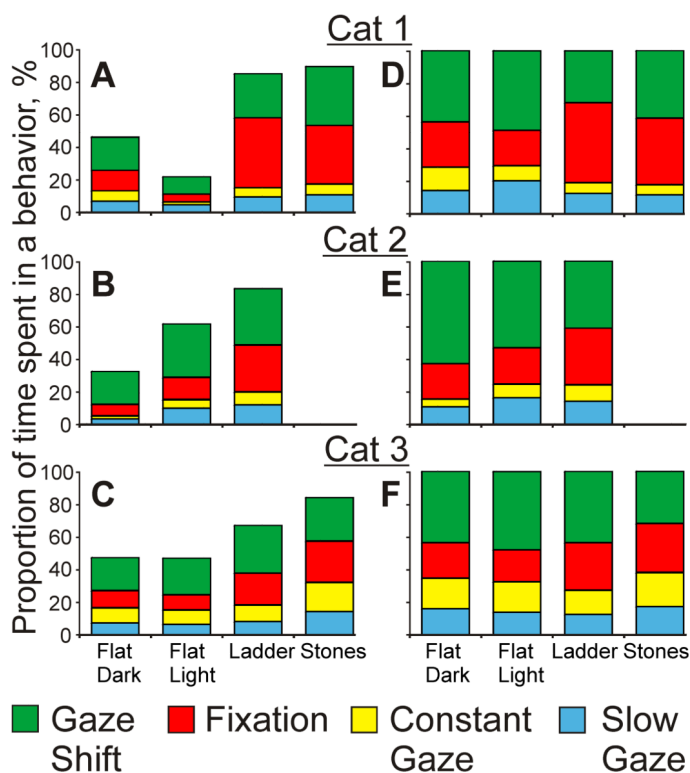 Cat 1
Proportion of time spent in a behavior, %
A
100
80
60
40
20
0
D
Cat 2
B
100
80
60
40
20
0
E
Cat 3
C
100
80
60
40
20
0
F
Flat Dark
Flat Light
Ladder Stones
Flat Dark
Flat Light
Ladder Stones
Gaze Shift
Fixation
Constant Gaze
Slow Gaze